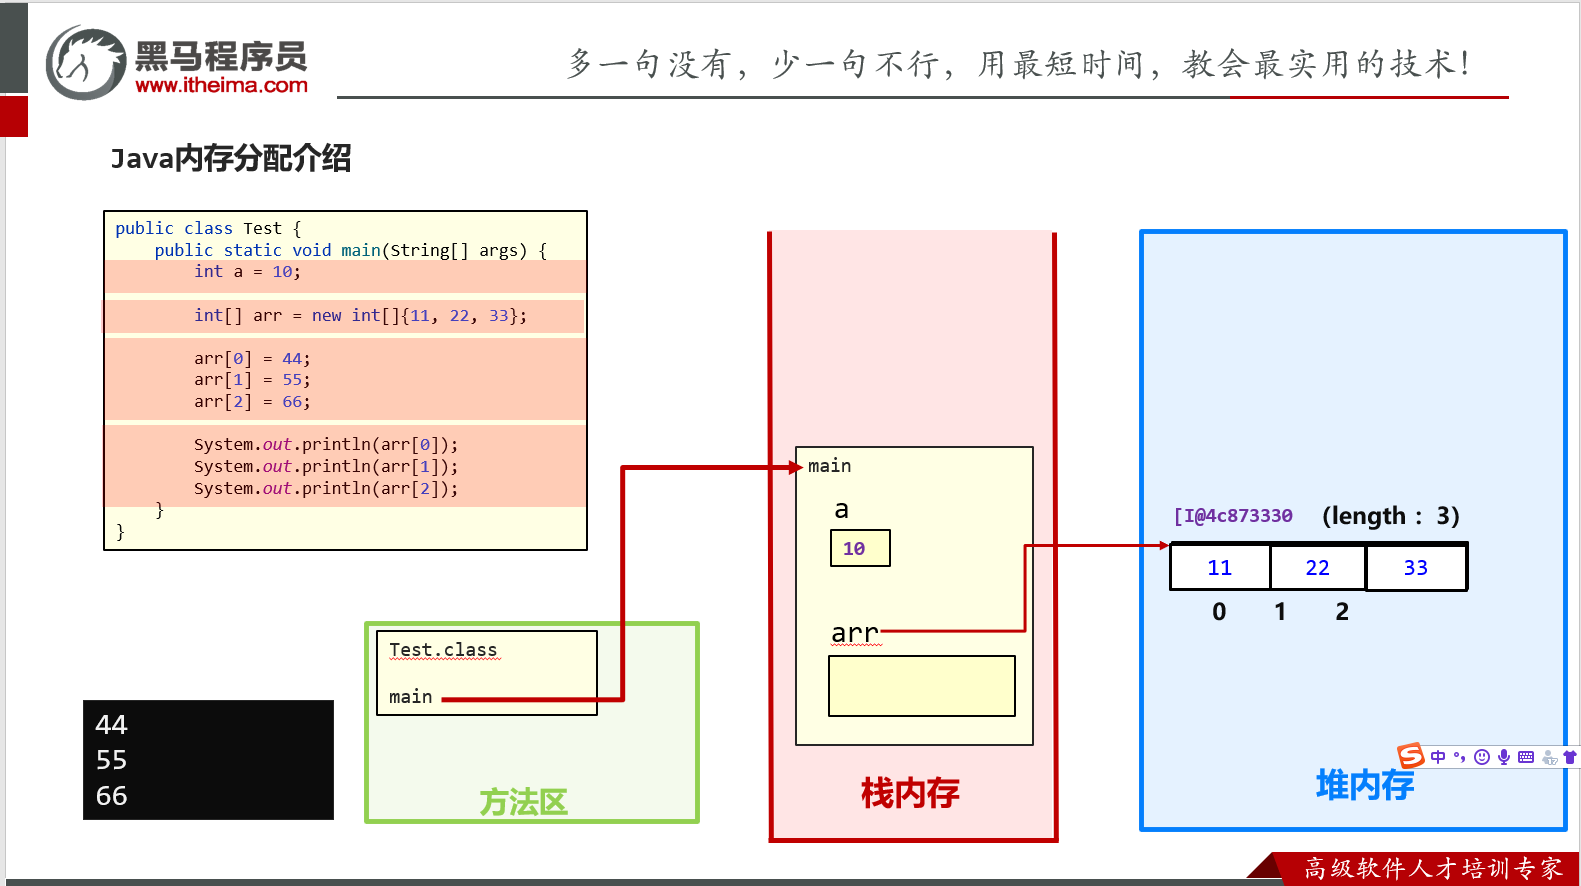 黑马程序员
www.itheima.com
多一句没有，少一句不行，用最短时间，教会最实用的技术！
Java内存分配介绍
public class Test {
public static void main(String[] args) {
int a = 10;
int[] arr = new int[]{11, 22, 33};
arr[0] = 44;
arr[1] = 55;
arr[2] = 66;
System.out.println(arr[0]);
System.out.println(arr[1]);
System.out.println(arr[2]);
}
}
44
55
66
Test.class
main
方法区
main
a
10
arr
栈内存
[I@4c873330 （length：3）
11 22 33
0 1 2
中
堆内存
高级软件人才培训专家